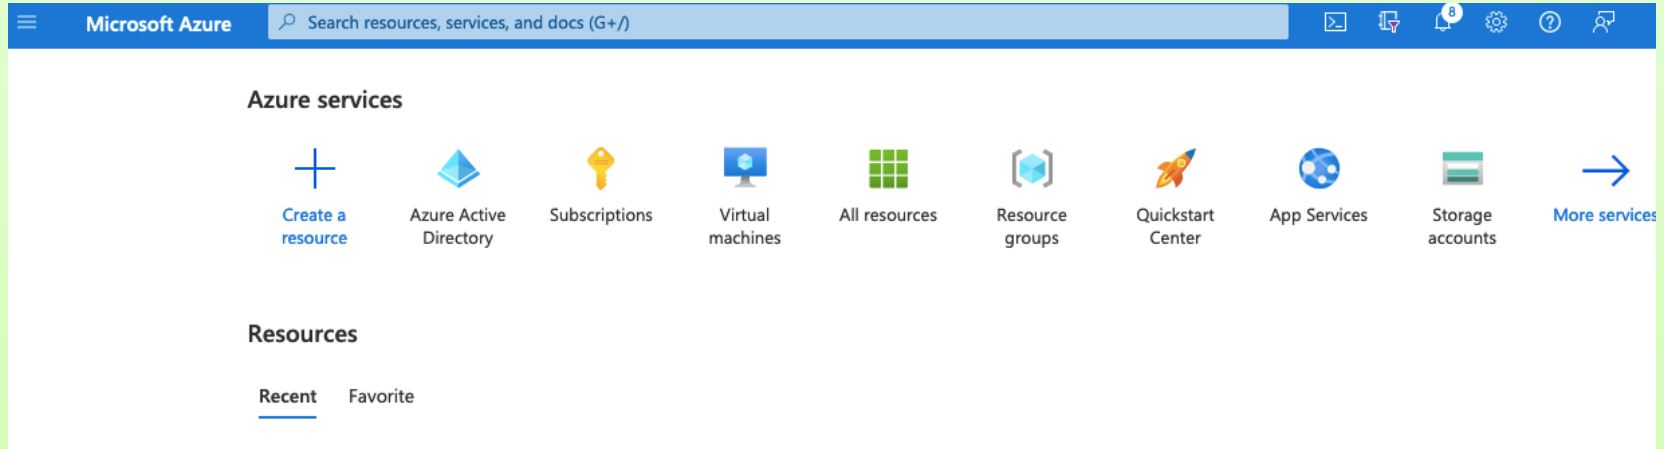 Microsoft Azure
Search resources, services, and docs (G+/)
8
Azure services
Create a
resource
Azure Active
Directory
Subscriptions
Virtual
machines
All resources
Resource
groups
Quickstart
Center
App Services
Storage
accounts
More services
Resources
Recent
Favorite